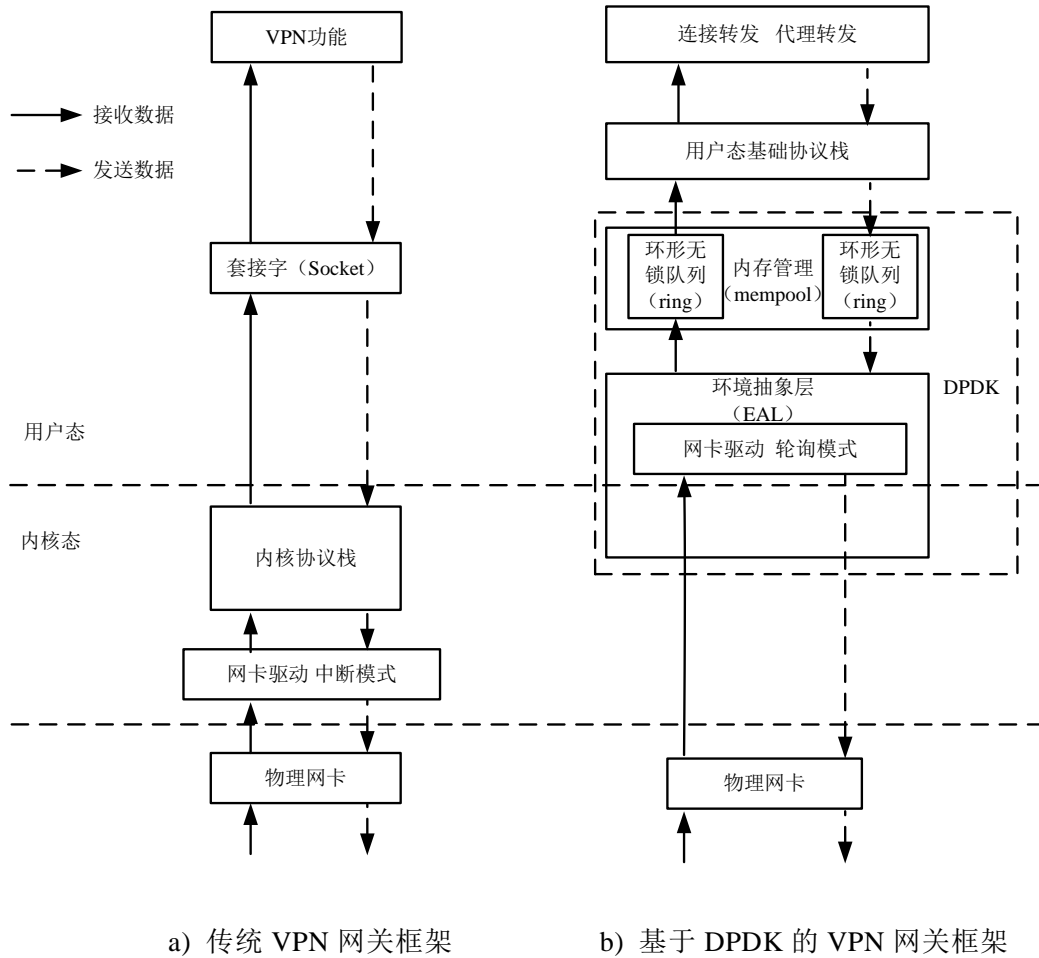 VPN功能
接收数据
发送数据
套接字（Socket）
用户态
内核态
内核协议栈
网卡驱动 中断模式
物理网卡
a) 传统 VPN 网关框架
连接转发 代理转发
用户态基础协议栈
环形无
锁队列
（ring）
内存管理
（mempool）
环形无
锁队列
（ring）
环境抽象层
（EAL）
DPDK
网卡驱动 轮询模式
物理网卡
b) 基于 DPDK 的 VPN 网关框架